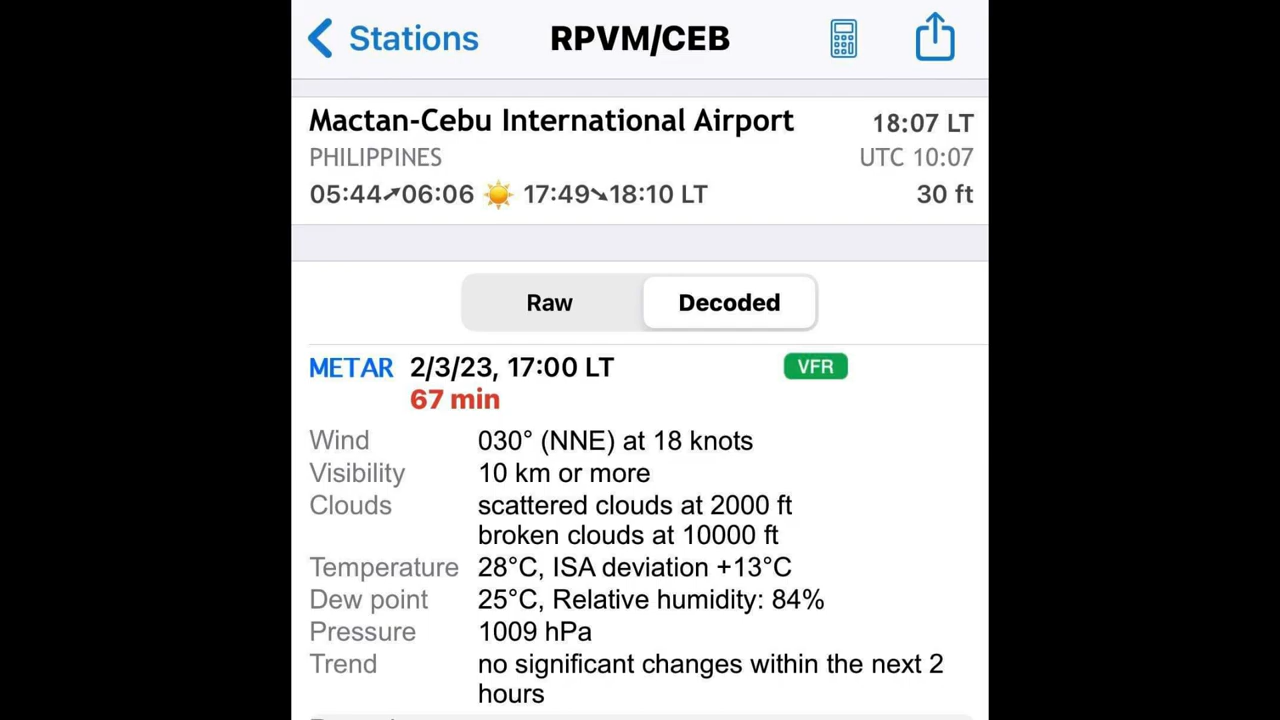 Stations RPVM/CEB
Mactan-Cebu International Airport 18:07 LT
PHILIPPINES UTC 10:07
05:44➚06:06 ☀️ 17:49➘18:10 LT 30 ft
Raw Decoded
METAR 2/3/23, 17:00 LT VFR
67 min
Wind 030° (NNE) at 18 knots
Visibility 10 km or more
Clouds scattered clouds at 2000 ft
broken clouds at 10000 ft
Temperature 28°C, ISA deviation +13°C
Dew point 25°C, Relative humidity: 84%
Pressure 1009 hPa
Trend no significant changes within the next 2
hours